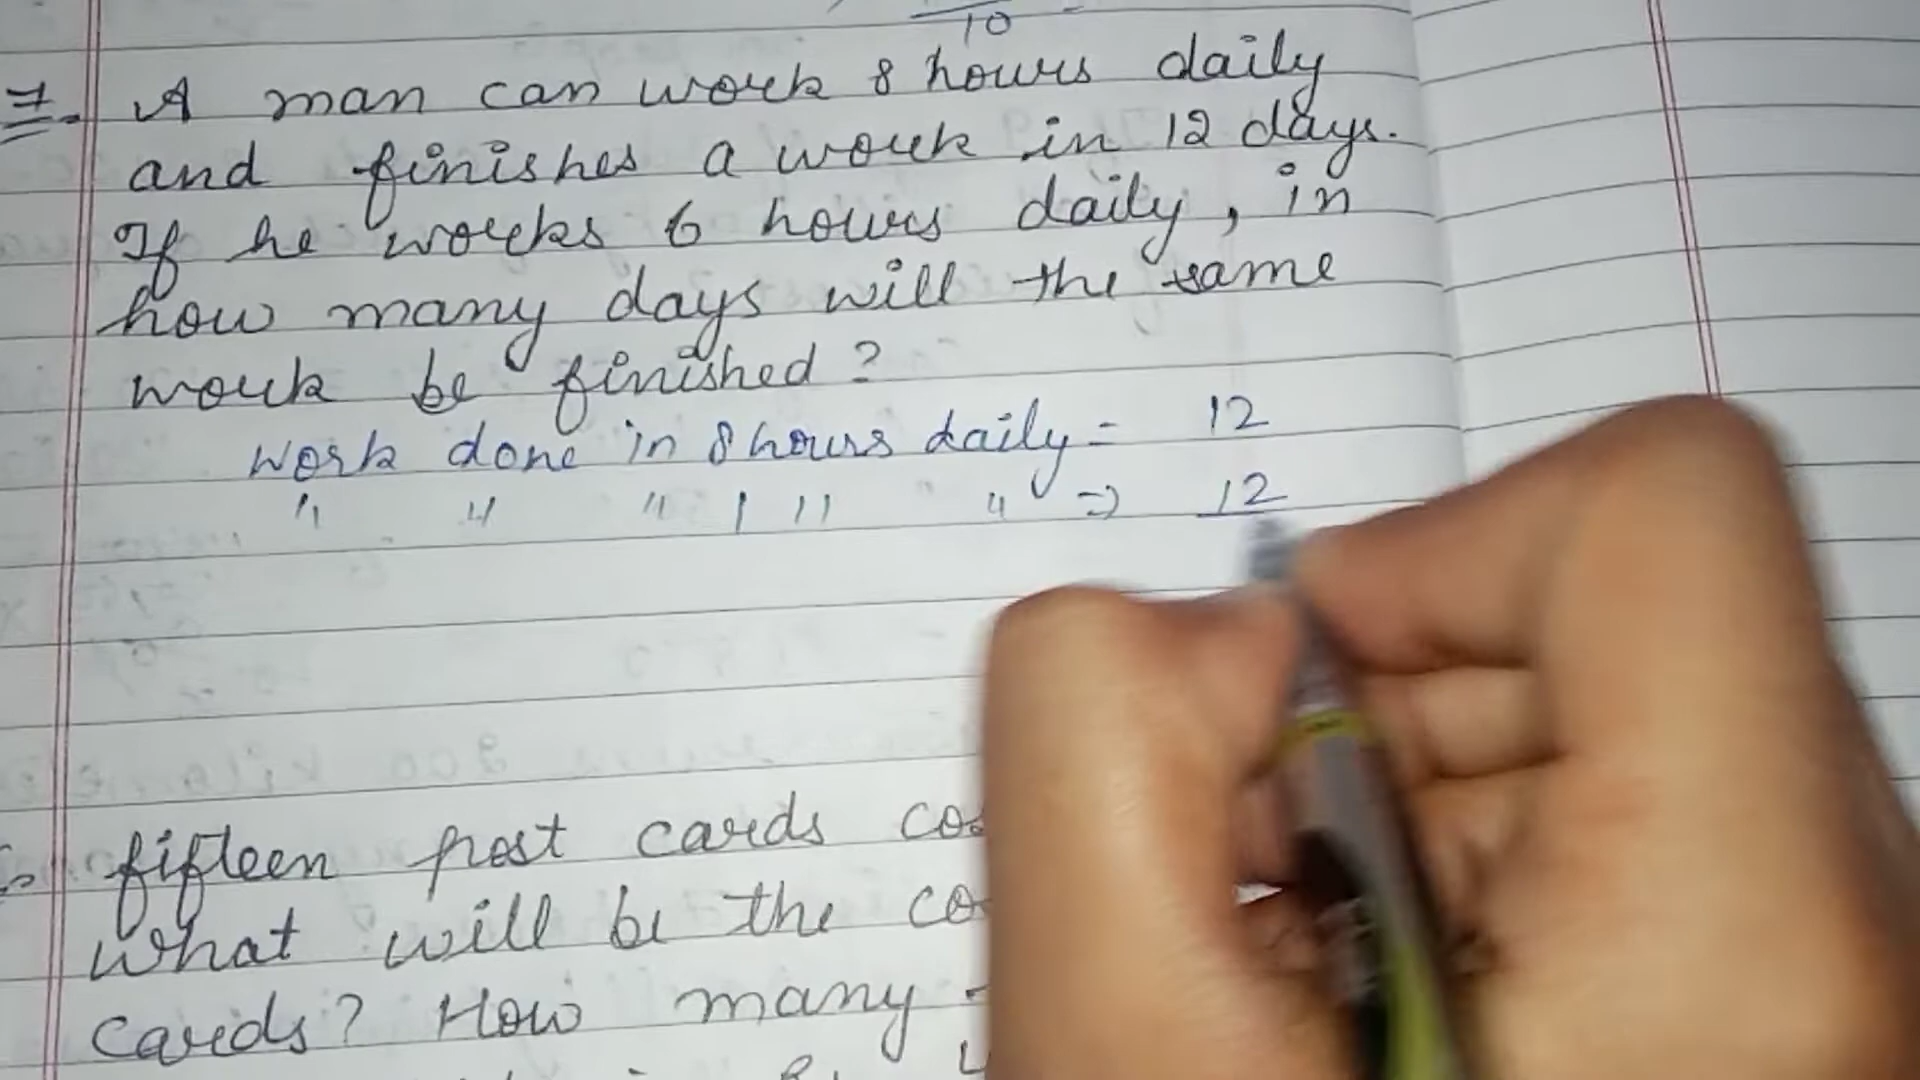 10
7. A man can work 8 hours daily
and finishes a work in 12 days.
If he works 6 hours daily, in
how many days will the same
work be finished?
work done in 8 hours daily = 12
" " " 1 " " => 12
fifteen post cards
What will be the
cards? How many